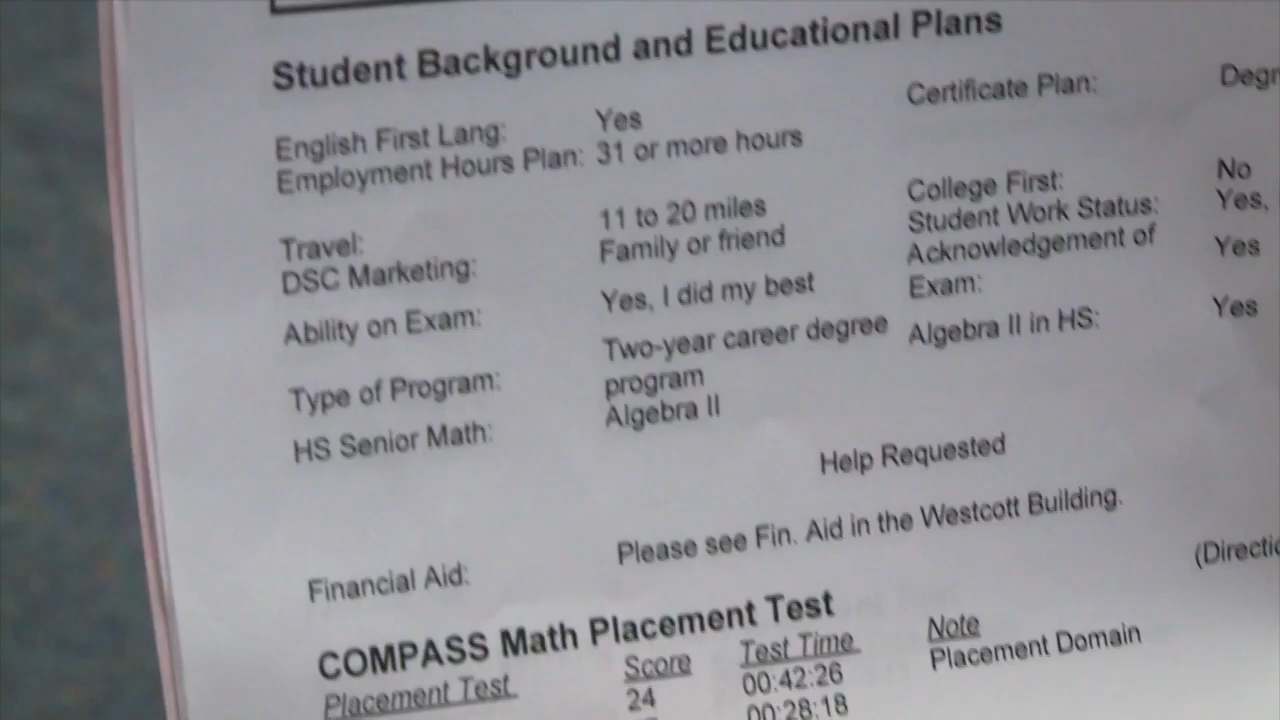 Student Background and Educational Plans
English First Lang: Yes Certificate Plan:
Employment Hours Plan: 31 or more hours
Travel: 11 to 20 miles College First: No
DSC Marketing: Family or friend Student Work Status: Yes,
Ability on Exam: Yes, I did my best Acknowledgement of Exam: Yes
Type of Program: Two-year career degree program Algebra II in HS: Yes
HS Senior Math: Algebra II
Help Requested
Financial Aid: Please see Fin. Aid in the Westcott Building.
COMPASS Math Placement Test
Placement Test Score Test Time Note
24 00:42:26 Placement Domain
00:28:18